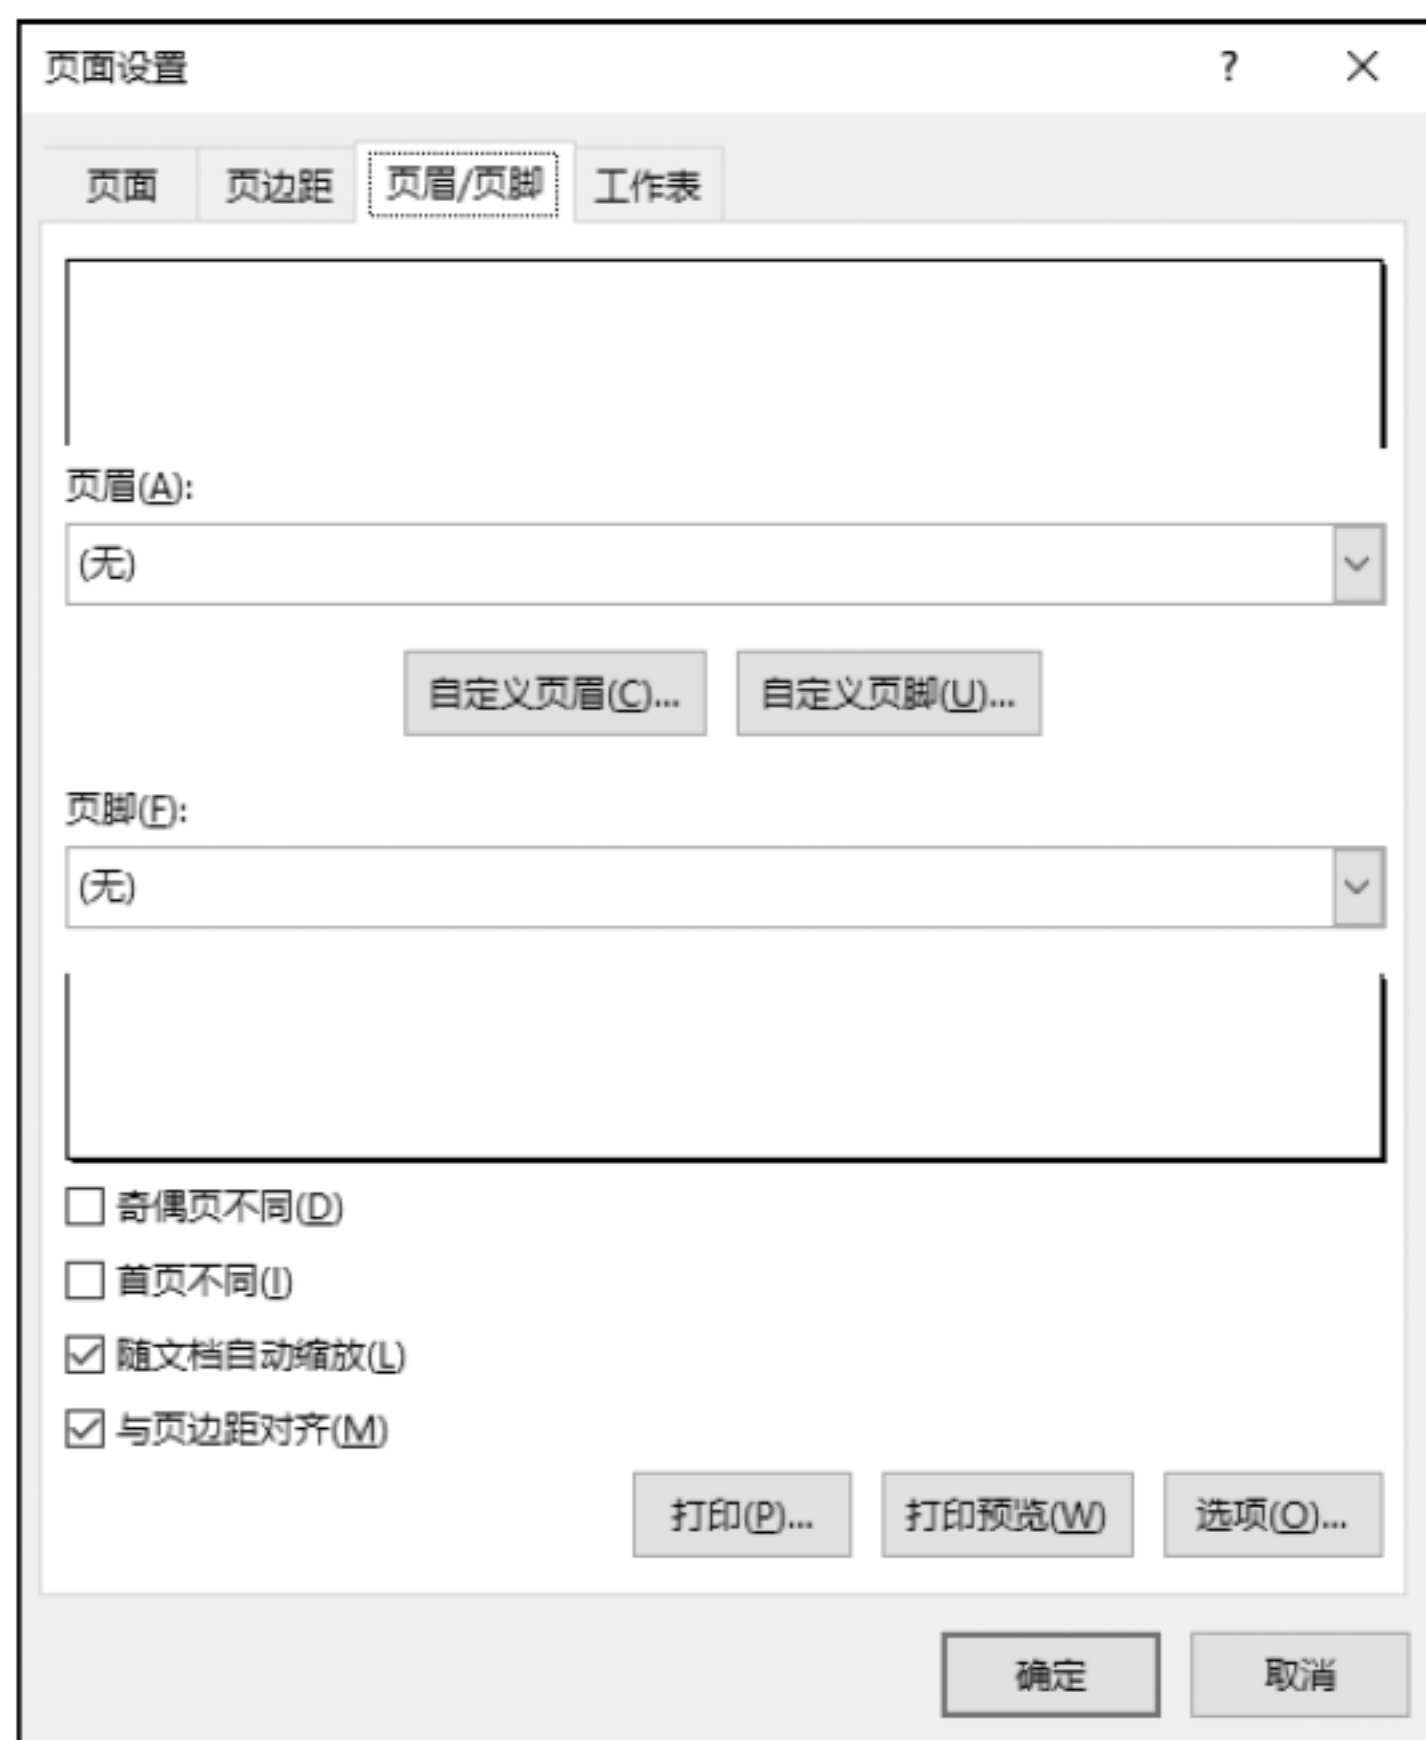 页面设置 ?
页面 页边距 页眉/页脚 工作表
页眉(A):
(无)
自定义页眉(C)... 自定义页脚(U)...
页脚(F):
(无)
奇偶页不同(D)
首页不同(I)
随文档自动缩放(L)
与页边距对齐(M)
打印(P)... 打印预览(W) 选项(O)...
确定 取消